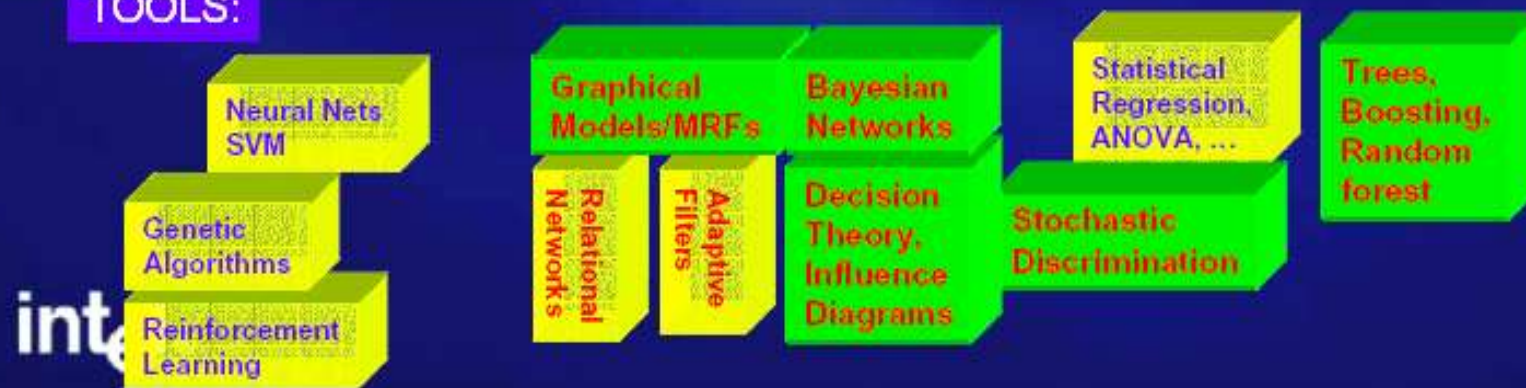 TOOLS:
Neural Nets
SVM
Genetic
Algorithms
Reinforcement
Learning
Graphical
Models/MRFs
Bayesian
Networks
Relational
Networks
Adaptive
Filters
Decision
Theory,
Influence
Diagrams
Statistical
Regression,
ANOVA, ...
Stochastic
Discrimination
Trees,
Boosting,
Random
forest